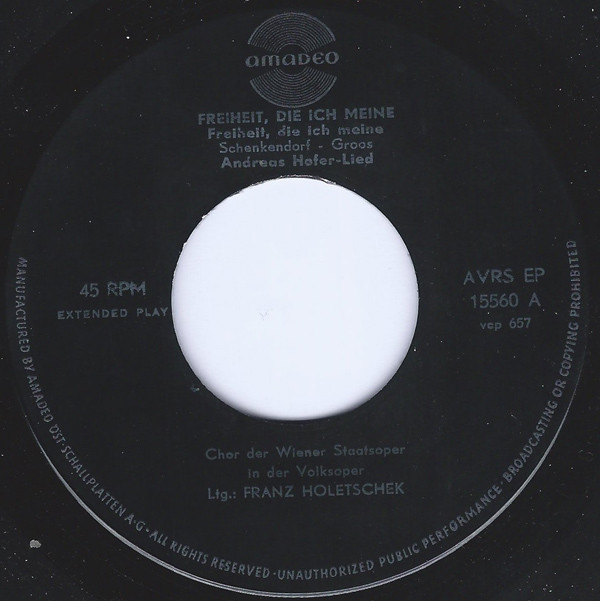 amadeo
FREIHEIT, DIE ICH MEINE
Freiheit, die ich meine
Schenkendorf - Groos
Andreas Hofer-Lied
45 RPM
EXTENDED PLAY
AVRS EP
15560 A
vcp 657
Chor der Wiener Staatsoper
in der Volksoper
Ltg.: FRANZ HOLETSCHEK
MANUFACTURED BY AMADEO ÖST. SCHALLPLATTEN A·G · ALL RIGHTS RESERVED · UNAUTHORIZED PUBLIC PERFORMANCE · BROADCASTING OR COPYING PROHIBITED